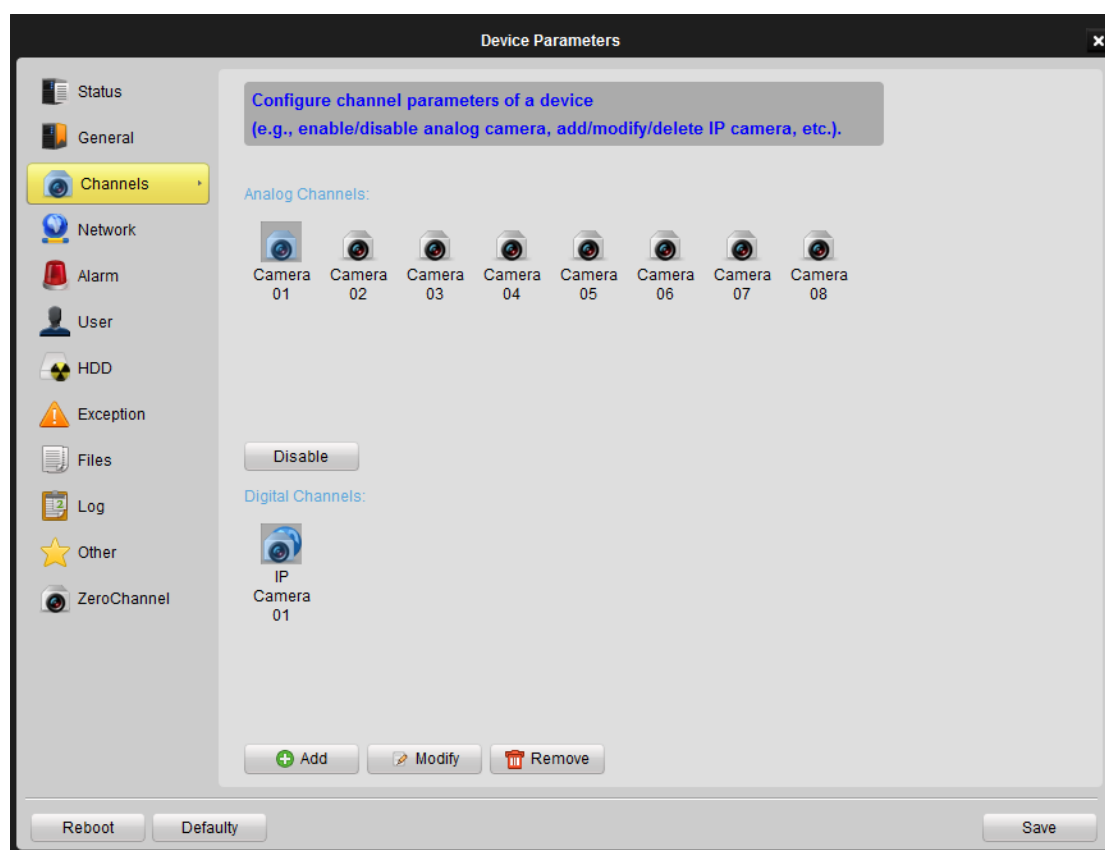 Device Parameters
Status
General
Channels
Network
Alarm
User
HDD
Exception
Files
Log
Other
ZeroChannel
Configure channel parameters of a device
(e.g., enable/disable analog camera, add/modify/delete IP camera, etc.).
Analog Channels:
Camera 01
Camera 02
Camera 03
Camera 04
Camera 05
Camera 06
Camera 07
Camera 08
Disable
Digital Channels:
IP
Camera
01
Add
Modify
Remove
Reboot
Defaulty
Save